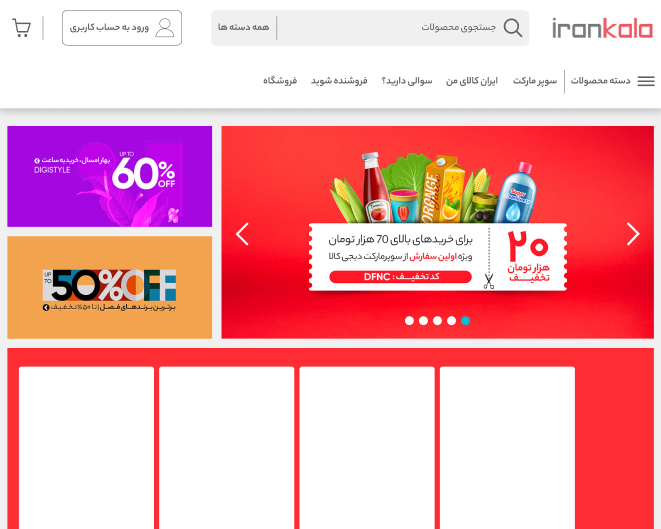 irankala
جستجوی محصولات
همه دسته ها
ورود به حساب کاربری
دسته محصولات
سوپر مارکت
ایران کالای من
سوالی دارید؟
فروشنده شوید
فروشگاه
UP TO
60%
OFF
بهار امسال، خرید به ساعت
DIGISTYLE
ORANGE
برای خریدهای بالای 70 هزار تومان
ویژه اولین سفارش از سوپرمارکت دیجی کالا
کد تخفیف: DFNC
۲۰
هزار تومان
تخفیف
UP TO
50%OFF
برترین برندهای فصل | تا ۵۰% تخفیف